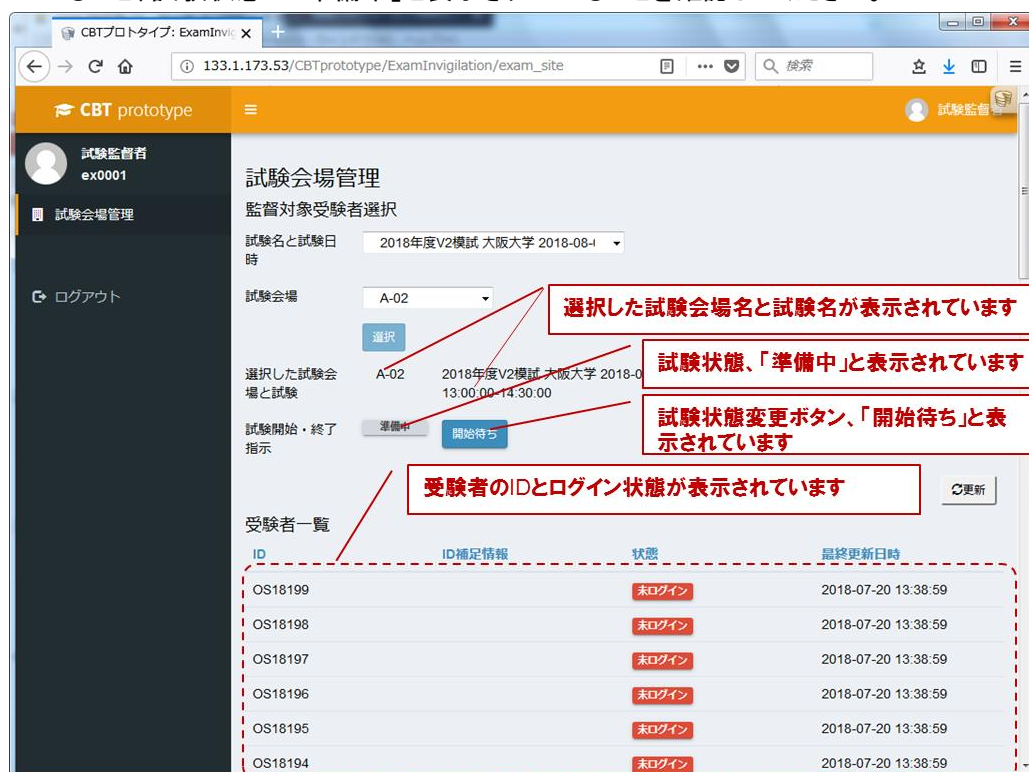 CBTプロトタイプ: ExamInvig
133.1.173.53/CBTprototype/ExamInvigilation/exam_site
検索
CBT prototype
試験監督者
試験監督者
ex0001
試験会場管理
ログアウト
試験会場管理
監督対象受験者選択
試験名と試験日時
2018年度V2模試 大阪大学 2018-08-
試験会場
A-02
選択した試験会場名と試験名が表示されています
選択
試験状態、「準備中」と表示されています
選択した試験会場と試験
A-02
2018年度V2模試 大阪大学 2018-0
13:00:00-14:30:00
試験状態変更ボタン、「開始待ち」と表示されています
試験開始・終了指示
準備中
開始待ち
受験者のIDとログイン状態が表示されています
更新
受験者一覧
ID ID補足情報 状態 最終更新日時
OS18199 未ログイン 2018-07-20 13:38:59
OS18198 未ログイン 2018-07-20 13:38:59
OS18197 未ログイン 2018-07-20 13:38:59
OS18196 未ログイン 2018-07-20 13:38:59
OS18195 未ログイン 2018-07-20 13:38:59
OS18194 未ログイン 2018-07-20 13:38:59